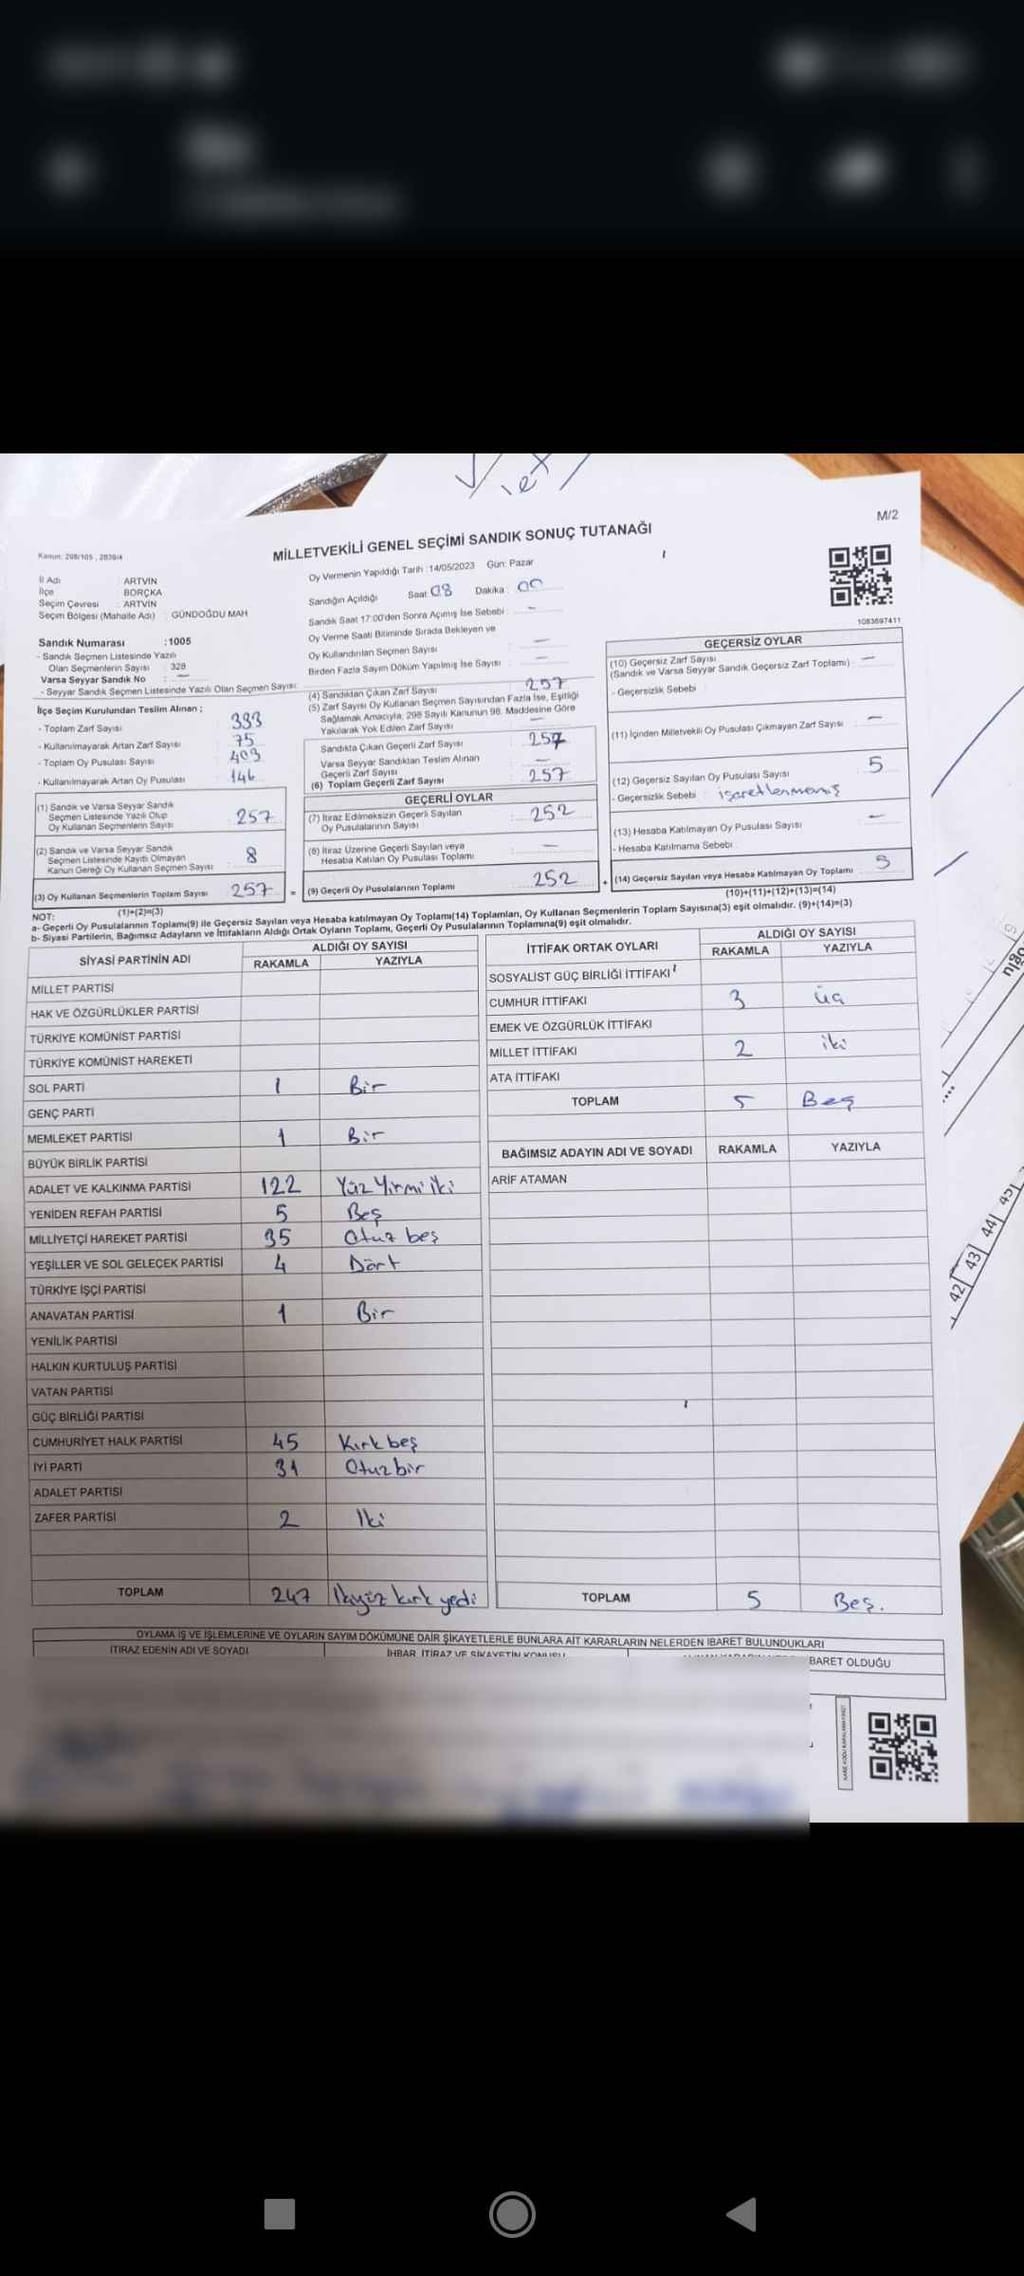 M/2
Kanun: 298/105 , 2839/4
MİLLETVEKİLİ GENEL SEÇİMİ SANDIK SONUÇ TUTANAĞI
İl Adı : ARTVİN
İlçe : BORÇKA
Seçim Çevresi : ARTVİN
Seçim Bölgesi (Mahalle Adı) : GÜNDOĞDU MAH
Sandık Numarası :1005
- Sandık Seçmen Listesinde Yazılı
Olan Seçmenlerin Sayısı : 328
Varsa Seyyar Sandık No : —
- Seyyar Sandık Seçmen Listesinde Yazılı Olan Seçmen Sayısı:
Oy Vermenin Yapıldığı Tarih :14/05/2023 Gün: Pazar
Sandığın Açıldığı Saat 08 Dakika : 00
Sandık Saat 17:00'den Sonra Açılmış İse Sebebi : —
Oy Verme Saati Bitiminde Sırada Bekleyen ve
Oy Kullandırılan Seçmen Sayısı : —
Birden Fazla Sayım Döküm Yapılmış İse Sayısı : —
1083697411
İlçe Seçim Kurulundan Teslim Alınan ;
- Toplam Zarf Sayısı 333
- Kullanılmayarak Artan Zarf Sayısı 75
- Toplam Oy Pusulası Sayısı 403
- Kullanılmayarak Artan Oy Pusulası 146
(1) Sandık ve Varsa Seyyar Sandık
Seçmen Listesinde Yazılı Olup
Oy Kullanan Seçmenlerin Sayısı : 257
(2) Sandık ve Varsa Seyyar Sandık
Seçmen Listesinde Kayıtlı Olmayan
Kanun Gereği Oy Kullanan Seçmen Sayısı : 8
(3) Oy Kullanan Seçmenlerin Toplam Sayısı 257 =
(1)+(2)=(3)
(4) Sandıktan Çıkan Zarf Sayısı 257
(5) Zarf Sayısı Oy Kullanan Seçmen Sayısından Fazla İse, Eşitliği
Sağlamak Amacıyla; 298 Sayılı Kanunun 98. Maddesine Göre
Yakılarak Yok Edilen Zarf Sayısı —
Sandıkta Çıkan Geçerli Zarf Sayısı : 257
Varsa Seyyar Sandıktan Teslim Alınan
Geçerli Zarf Sayısı —
(6) Toplam Geçerli Zarf Sayısı : 257
GEÇERLİ OYLAR
(7) İtiraz Edilmeksizin Geçerli Sayılan
Oy Pusulalarının Sayısı : 252
(8) İtiraz Üzerine Geçerli Sayılan veya
Hesaba Katılan Oy Pusulası Toplamı : —
(9) Geçerli Oy Pusulalarının Toplamı 252 +
GEÇERSİZ OYLAR
(10) Geçersiz Zarf Sayısı
(Sandık ve Varsa Seyyar Sandık Geçersiz Zarf Toplamı) : —
- Geçersizlik Sebebi :
(11) İçinden Milletvekili Oy Pusulası Çıkmayan Zarf Sayısı : —
(12) Geçersiz Sayılan Oy Pusulası Sayısı 5
- Geçersizlik Sebebi : işaretlenmemiş
(13) Hesaba Katılmayan Oy Pusulası Sayısı : —
- Hesaba Katılmama Sebebi :
(14) Geçersiz Sayılan veya Hesaba Katılmayan Oy Toplamı : 5
(10)+(11)+(12)+(13)=(14)
NOT:
a- Geçerli Oy Pusulalarının Toplamı(9) ile Geçersiz Sayılan veya Hesaba katılmayan Oy Toplamı(14) Toplamları, Oy Kullanan Seçmenlerin Toplam Sayısına(3) eşit olmalıdır. (9)+(14)=(3)
b- Siyasi Partilerin, Bağımsız Adayların ve İttifakların Aldığı Ortak Oyların Toplamı, Geçerli Oy Pusulalarının Toplamına(9) eşit olmalıdır.
SİYASİ PARTİNİN ADI
ALDIĞI OY SAYISI
RAKAMLA YAZIYLA
MİLLET PARTİSİ
HAK VE ÖZGÜRLÜKLER PARTİSİ
TÜRKİYE KOMÜNİST PARTİSİ
TÜRKİYE KOMÜNİST HAREKETİ
SOL PARTİ 1 Bir
GENÇ PARTİ
MEMLEKET PARTİSİ 1 Bir
BÜYÜK BİRLİK PARTİSİ
ADALET VE KALKINMA PARTİSİ 122 Yüz Yirmi iki
YENİDEN REFAH PARTİSİ 5 Beş
MİLLİYETÇİ HAREKET PARTİSİ 35 Otuz beş
YEŞİLLER VE SOL GELECEK PARTİSİ 4 Dört
TÜRKİYE İŞÇİ PARTİSİ
ANAVATAN PARTİSİ 1 Bir
YENİLİK PARTİSİ
HALKIN KURTULUŞ PARTİSİ
VATAN PARTİSİ
GÜÇ BİRLİĞİ PARTİSİ
CUMHURİYET HALK PARTİSİ 45 Kırk beş
İYİ PARTİ 31 Otuz bir
ADALET PARTİSİ
ZAFER PARTİSİ 2 İki
TOPLAM 247 İkiyüz kırk yedi
İTTİFAK ORTAK OYLARI
ALDIĞI OY SAYISI
RAKAMLA YAZIYLA
SOSYALİST GÜÇ BİRLİĞİ İTTİFAKI
CUMHUR İTTİFAKI 3 üç
EMEK VE ÖZGÜRLÜK İTTİFAKI
MİLLET İTTİFAKI 2 iki
ATA İTTİFAKI
TOPLAM 5 Beş
BAĞIMSIZ ADAYIN ADI VE SOYADI RAKAMLA YAZIYLA
ARİF ATAMAN
TOPLAM 5 Beş.
OYLAMA İŞ VE İŞLEMLERİNE VE OYLARIN SAYIM DÖKÜMÜNE DAİR ŞİKAYETLERLE BUNLARA AİT KARARLARIN NELERDEN İBARET BULUNDUKLARI
İTİRAZ EDENİN ADI VE SOYADI
İHBAR, İTİRAZ VE ŞİKAYETİN KONUSU
BARET OLDUĞU
42 43 44 45